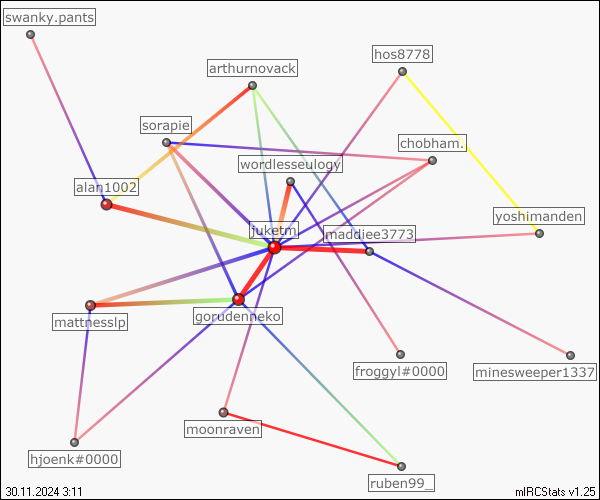 swanky.pants
hos8778
arthurnovack
sorapie
chobham.
wordlesseulogy
alan1002
yoshimanden
juketm
maddiee3773
mattnesslp
gorudenneko
froggyl#0000
minesweeper1337
moonraven
hjoenk#0000
ruben99_
30.11.2024 3:11
mIRCStats v1.25